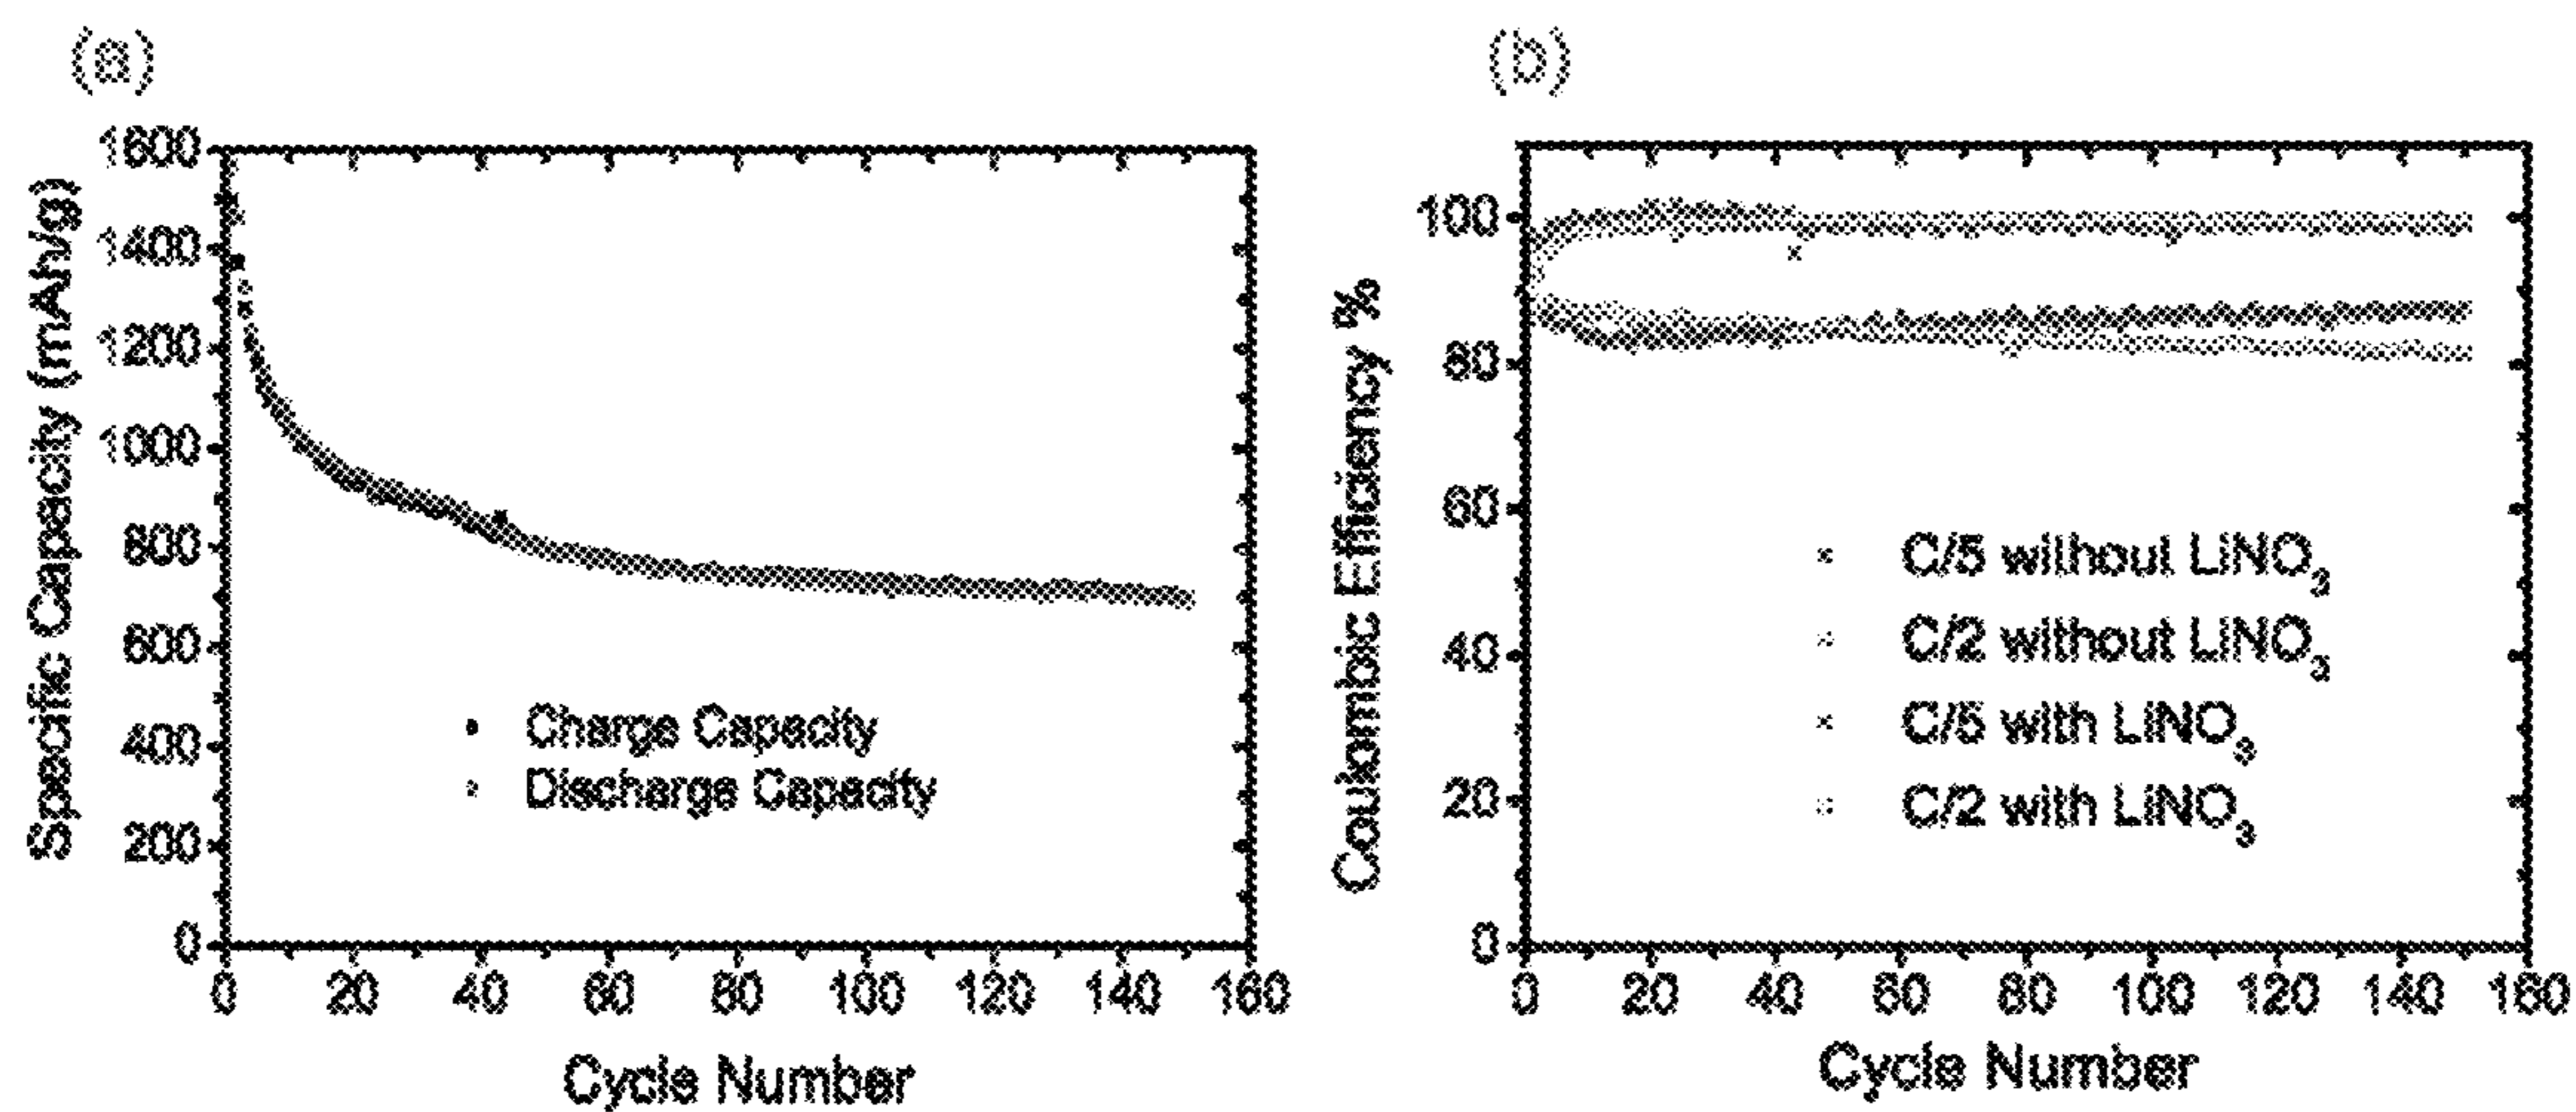 (a)
1600
1400
1200
1000
800
600
400
200
0
Specific Capacity (mAh/g)
Charge Capacity
Discharge Capacity
0 20 40 60 80 100 120 140 160
Cycle Number
(b)
100
80
60
40
20
0
Coulombic Efficiency %
C/5 without LiNO₃
C/2 without LiNO₃
C/5 with LiNO₃
C/2 with LiNO₃
0 20 40 60 80 100 120 140 160
Cycle Number